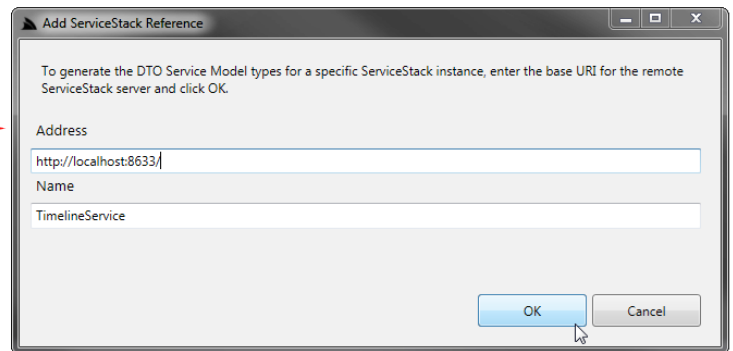 Add ServiceStack Reference
To generate the DTO Service Model types for a specific ServiceStack instance, enter the base URI for the remote
ServiceStack server and click OK.
Address
http://localhost:8633/
Name
TimelineService
OK
Cancel